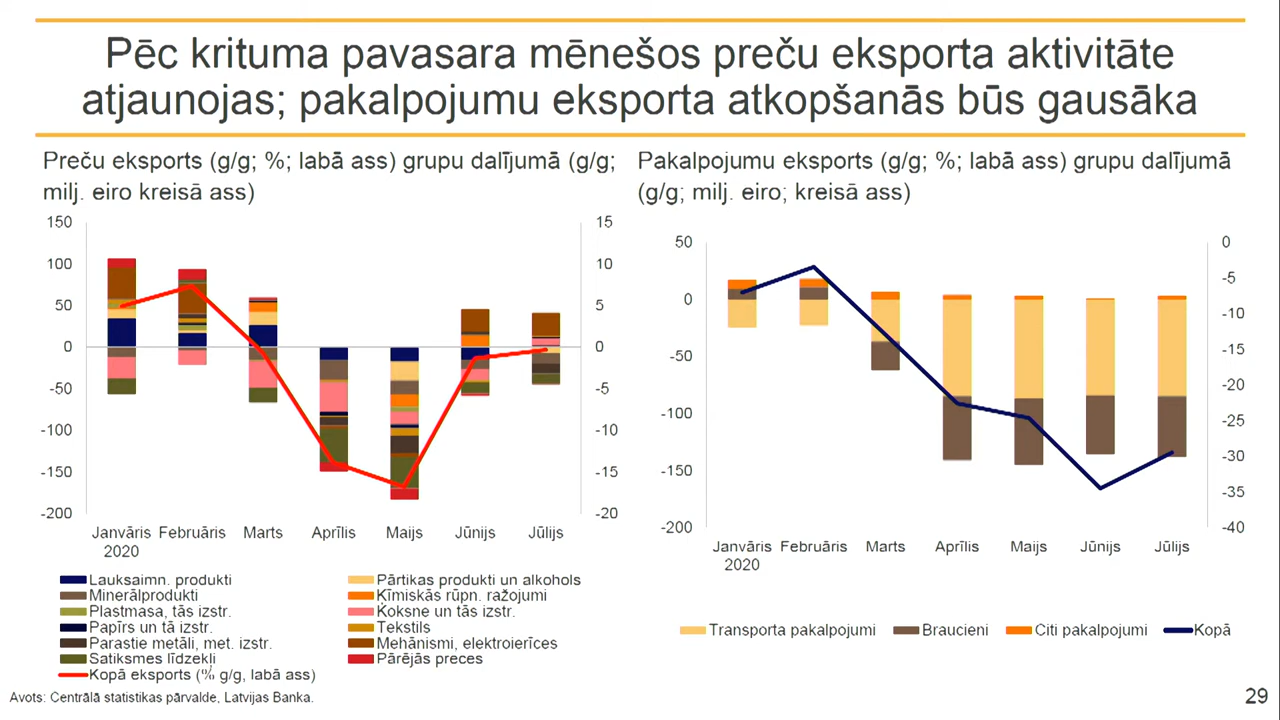 Pēc krituma pavasara mēnešos preču eksporta aktivitāte
atjaunojas; pakalpojumu eksporta atkopšanās būs gausāka
Preču eksports (g/g; %; labā ass) grupu dalījumā (g/g;
milj. eiro kreisā ass)
150
100
50
0
-50
-100
-150
-200
15
10
5
0
-5
-10
-15
-20
Janvāris Februāris Marts Aprīlis Maijs Jūnijs Jūlijs
2020
Lauksaimn. produkti
Pārtikas produkti un alkohols
Minerālprodukti
Ķīmiskās rūpn. ražojumi
Plastmasa, tās izstr.
Koksne un tās izstr.
Papīrs un tā izstr.
Tekstils
Parastie metāli, met. izstr.
Mehānismi, elektroierīces
Satiksmes līdzekļi
Pārējās preces
Kopā eksports (% g/g, labā ass)
Pakalpojumu eksports (g/g; %; labā ass) grupu dalījumā
(g/g; milj. eiro; kreisā ass)
50
0
-50
-100
-150
-200
0
-5
-10
-15
-20
-25
-30
-35
-40
Janvāris Februāris Marts Aprīlis Maijs Jūnijs Jūlijs
2020
Transporta pakalpojumi Braucieni Citi pakalpojumi Kopā
Avots: Centrālā statistikas pārvalde, Latvijas Banka.
29